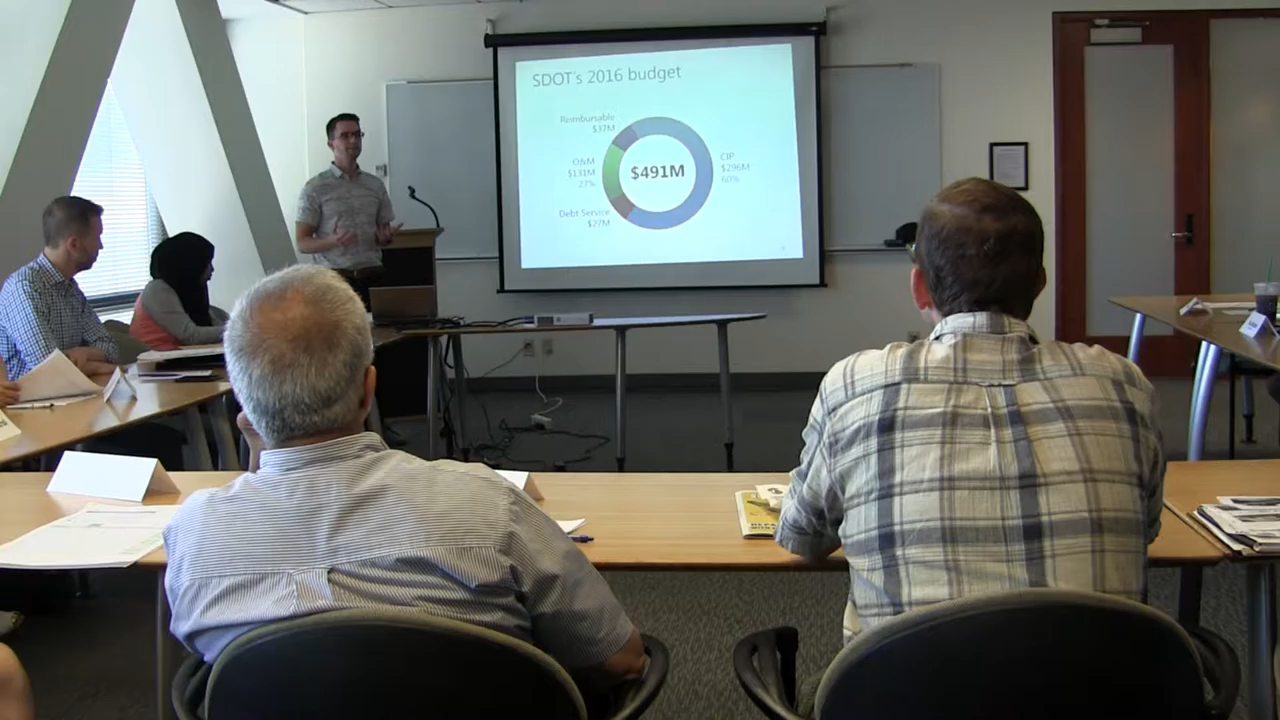 SDOT's 2016 budget
Reimbursable
$37M
O&M
$131M
27%
Debt Service
$27M
$491M
CIP
$296M
60%